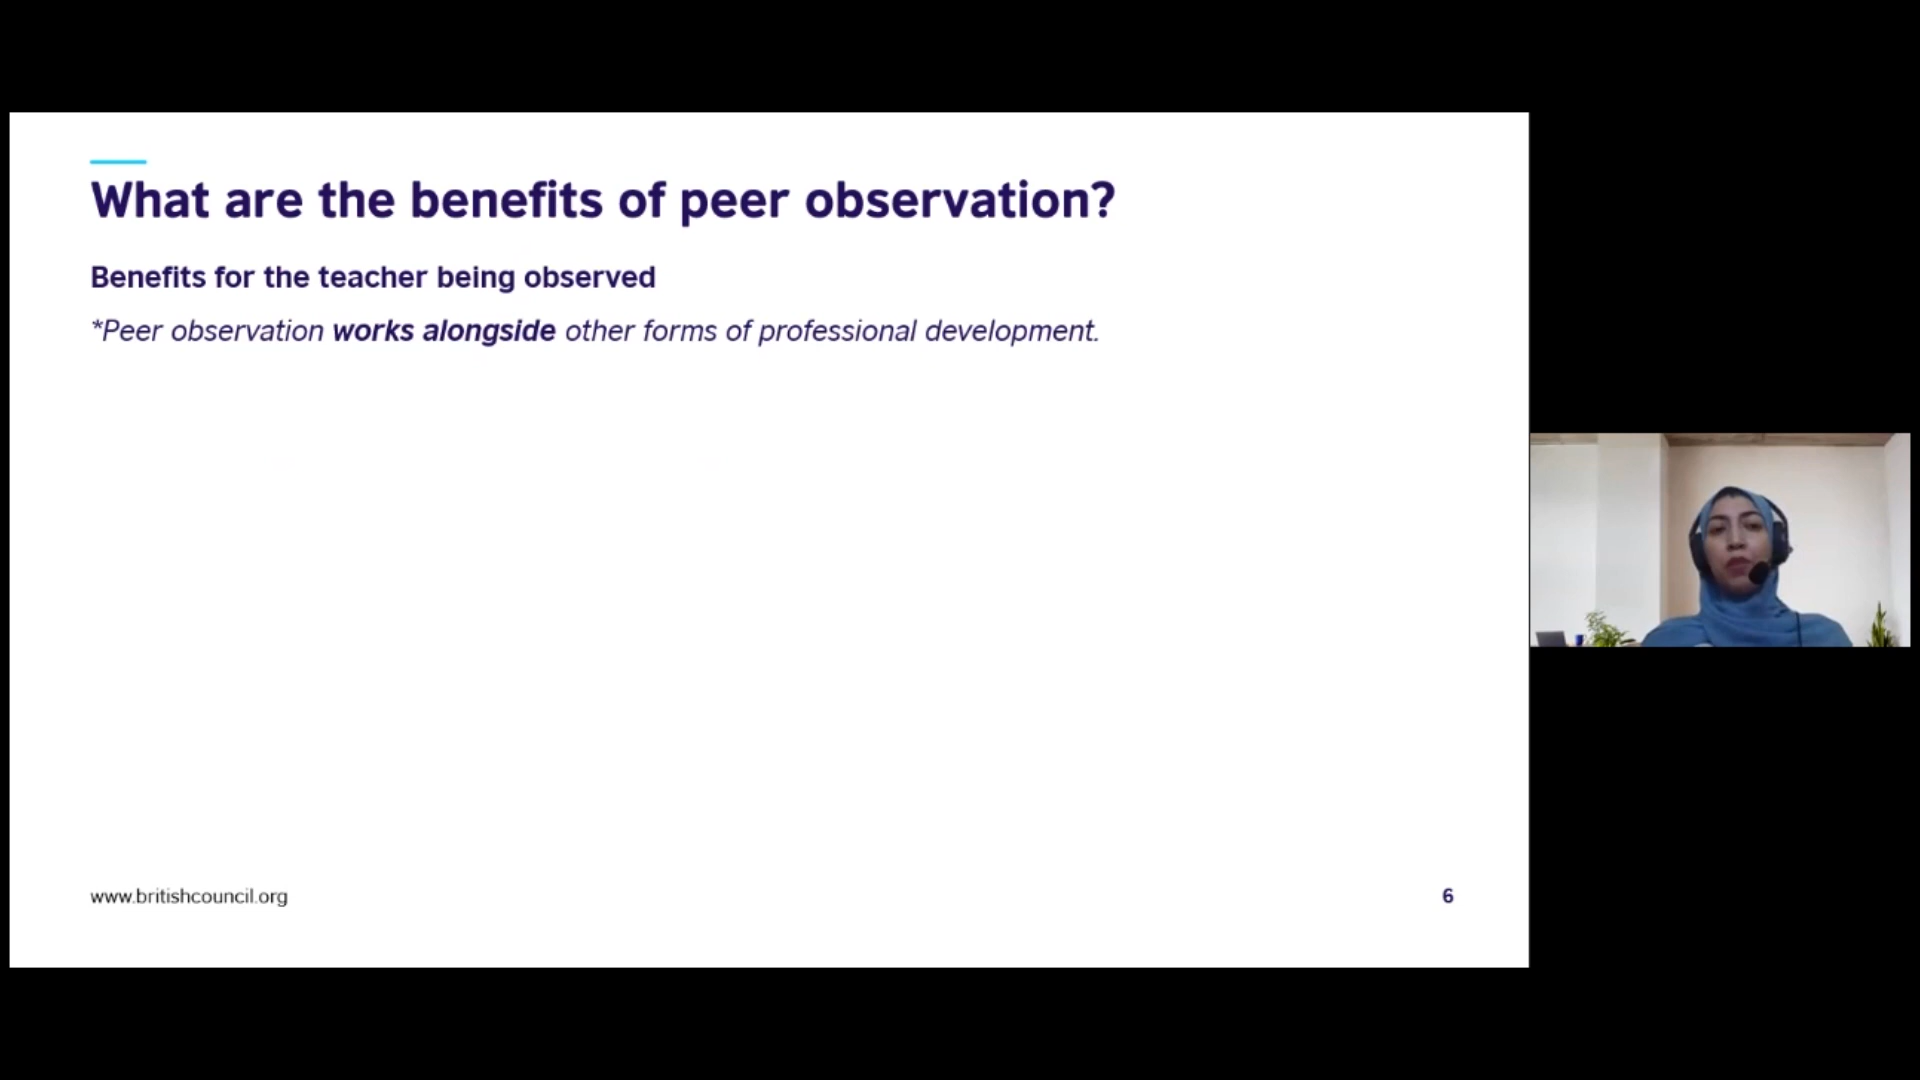 What are the benefits of peer observation?
Benefits for the teacher being observed
*Peer observation works alongside other forms of professional development.
www.britishcouncil.org
6